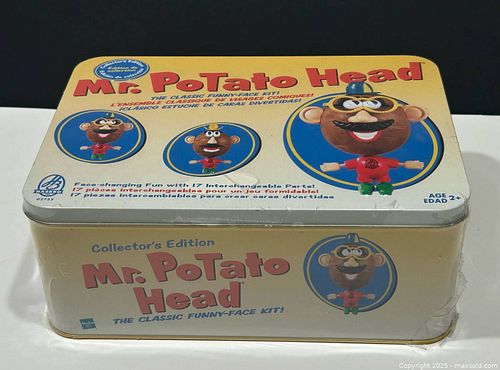 Collector's Edition
Édition de collection
Edición de colección
Mr. Potato Head
THE CLASSIC FUNNY-FACE KIT!
L'ENSEMBLE CLASSIQUE DE VISAGES COMIQUES!
¡CLÁSICO ESTUCHE DE CARAS DIVERTIDAS!
Face-changing Fun with 17 Interchangeable Parts!
17 pièces interchangeables pour un jeu formidable!
17 piezas intercambiables para crear caras divertidas
AGE
EDAD 2+
Collector's Edition
Mr. Potato
Head
THE CLASSIC FUNNY-FACE KIT!
Copyright 2025 - maxsold.com